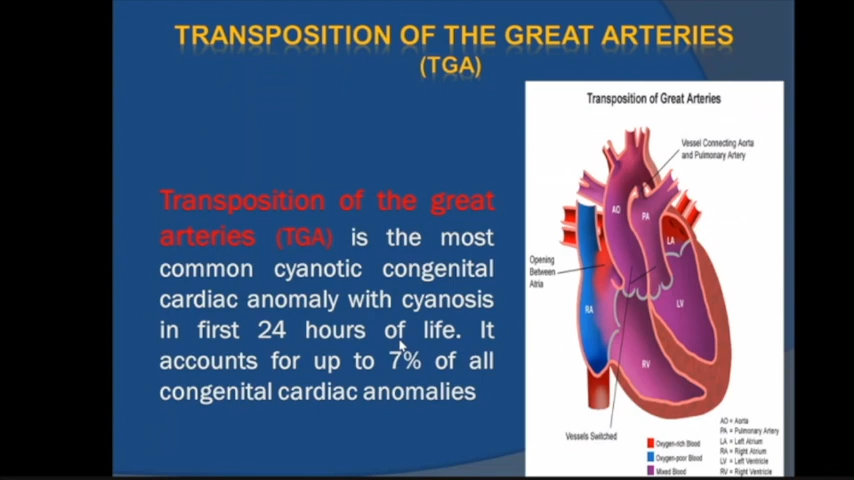 TRANSPOSITION OF THE GREAT ARTERIES
(TGA)
Transposition of the great
arteries (TGA) is the most
common cyanotic congenital
cardiac anomaly with cyanosis
in first 24 hours of life. It
accounts for up to 7% of all
congenital cardiac anomalies
Transposition of Great Arteries
Vessel Connecting Aorta
and Pulmonary Artery
AO
PA
LA
Opening
Between
Atria
RA
LV
RV
Vessels Switched
Oxygen-rich Blood
Oxygen-poor Blood
Mixed Blood
AO = Aorta
PA = Pulmonary Artery
LA = Left Atrium
RA = Right Atrium
LV = Left Ventricle
RV = Right Ventricle